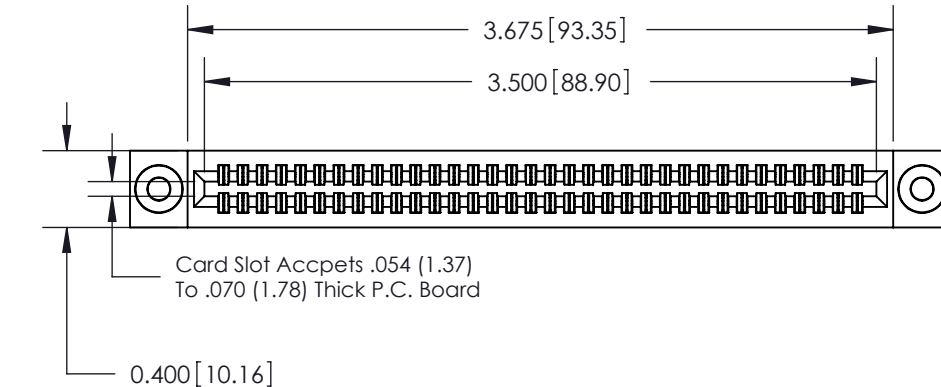 3.675[93.35]
3.500[88.90]
Card Slot Accpets .054 (1.37)
To .070 (1.78) Thick P.C. Board
0.400[10.16]